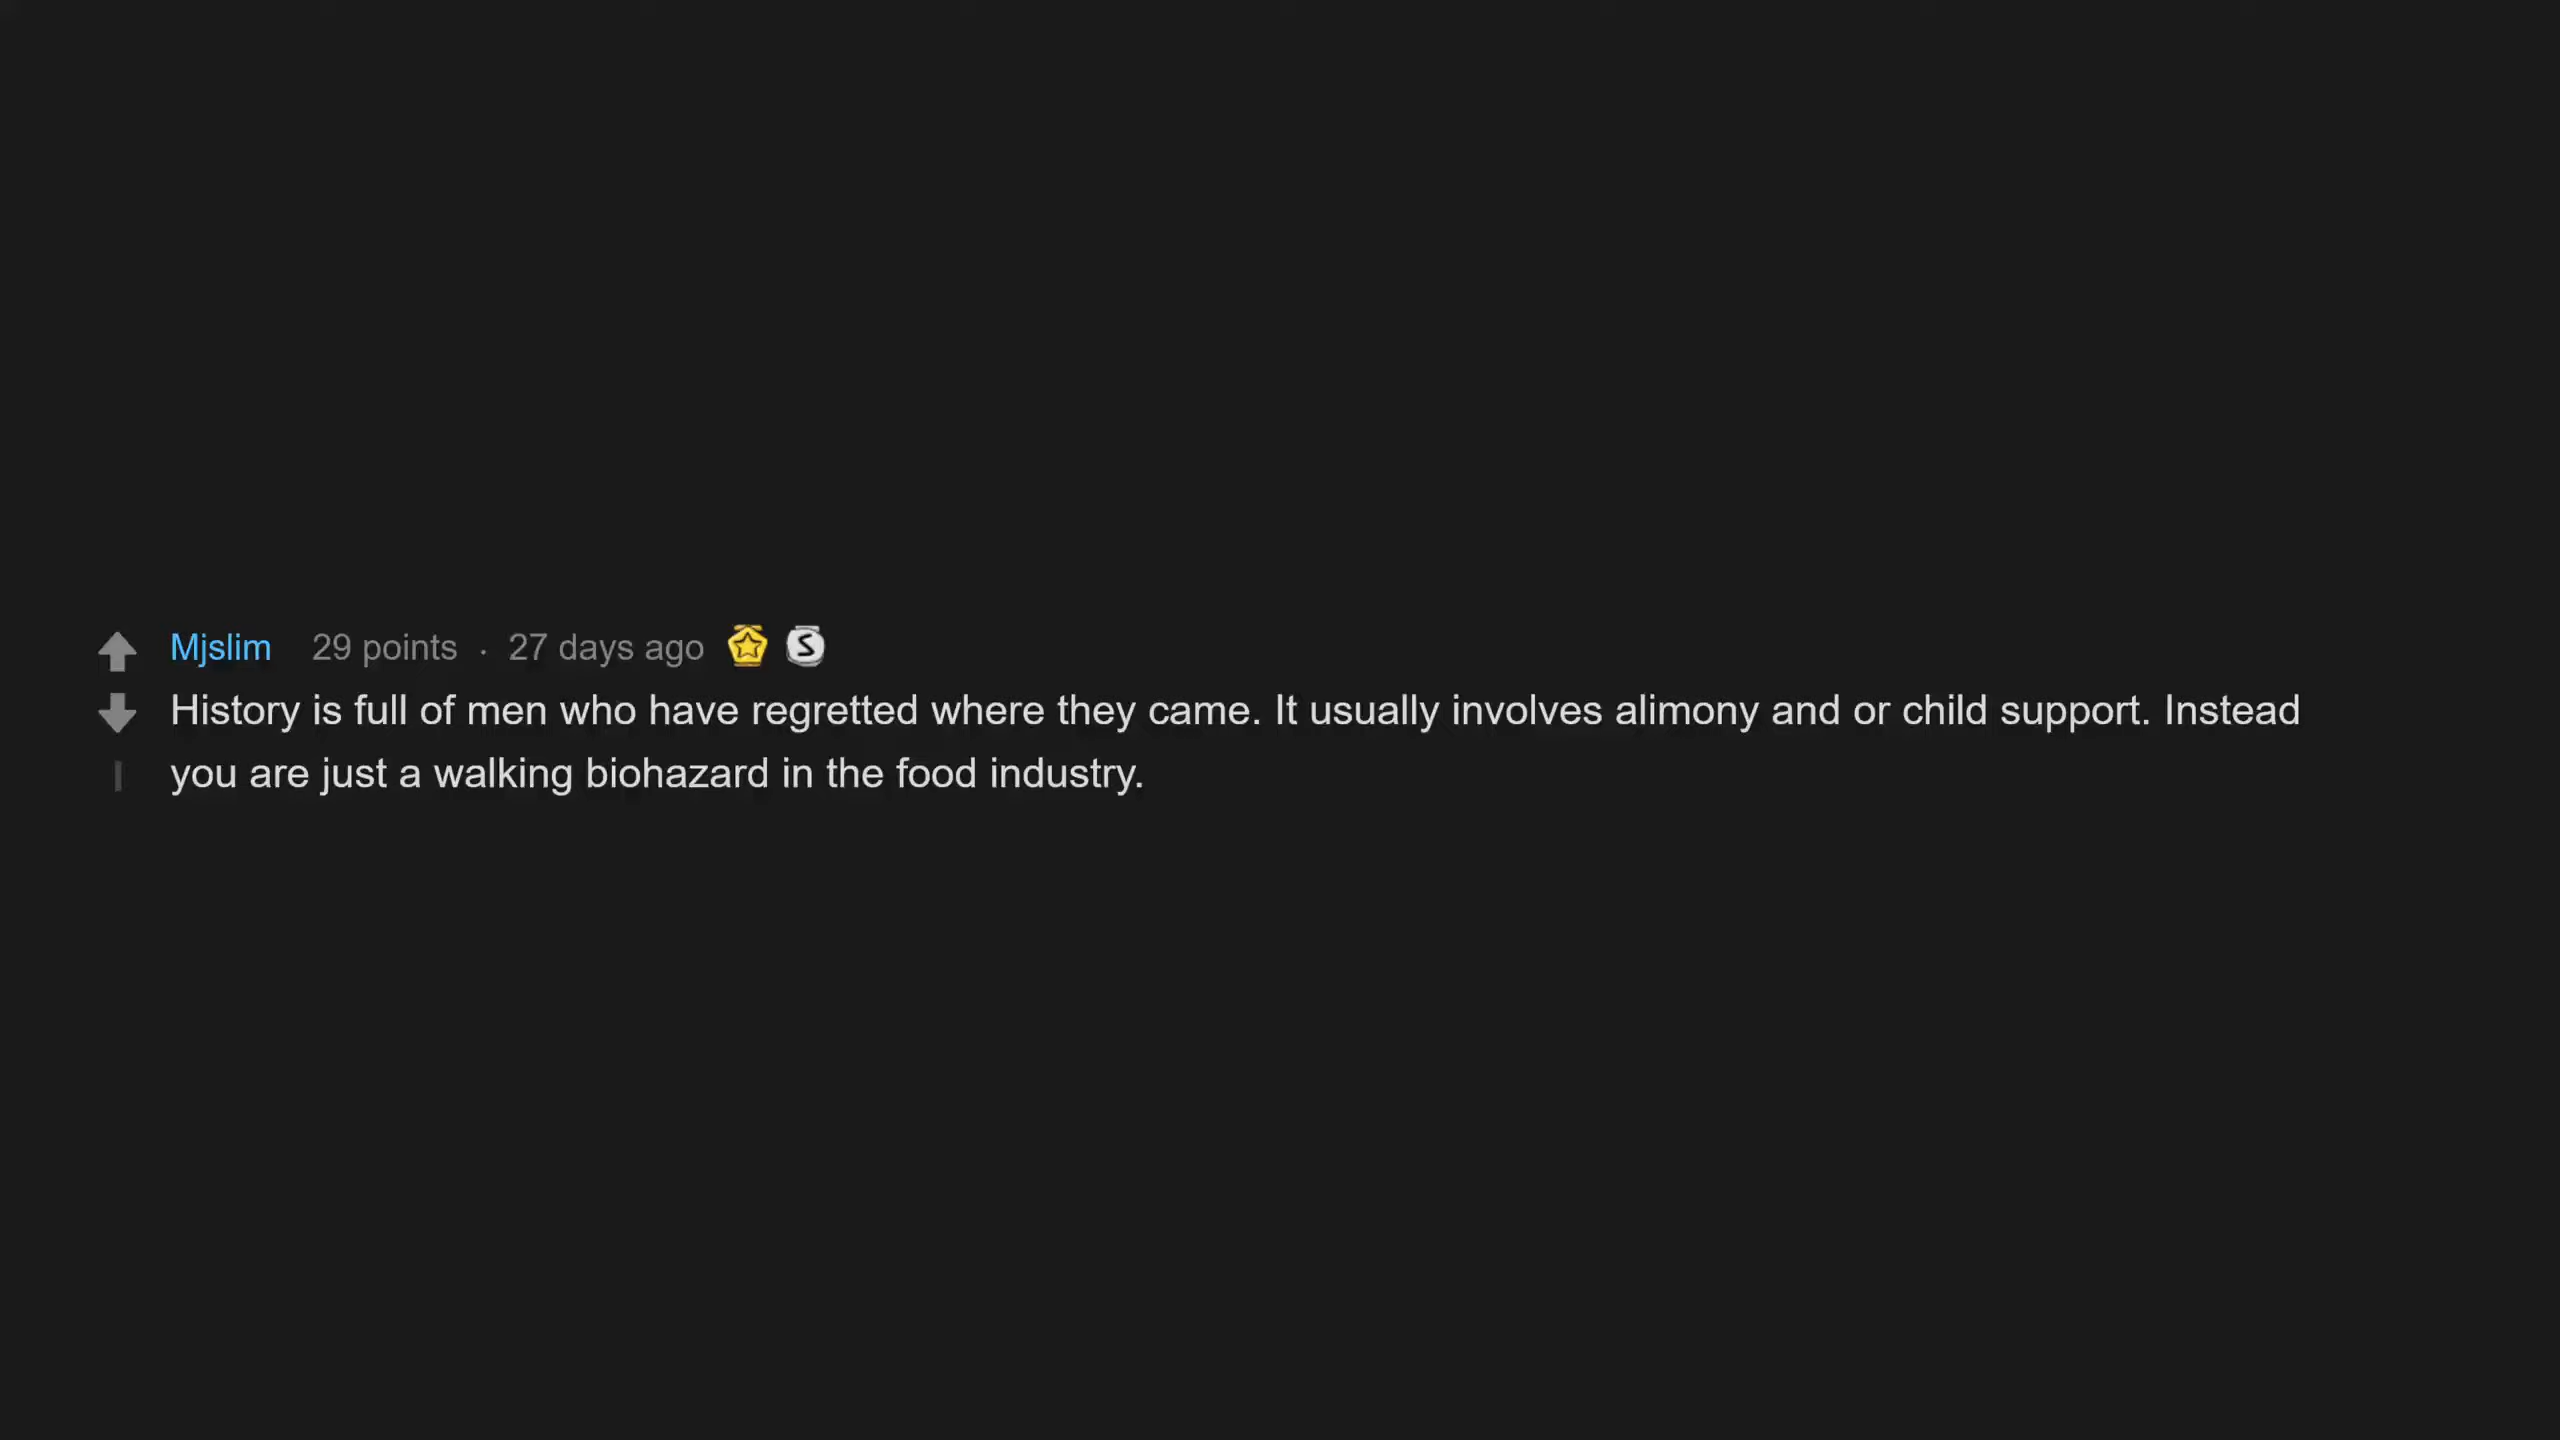 Mjslim 29 points · 27 days ago
History is full of men who have regretted where they came. It usually involves alimony and or child support. Instead
you are just a walking biohazard in the food industry.